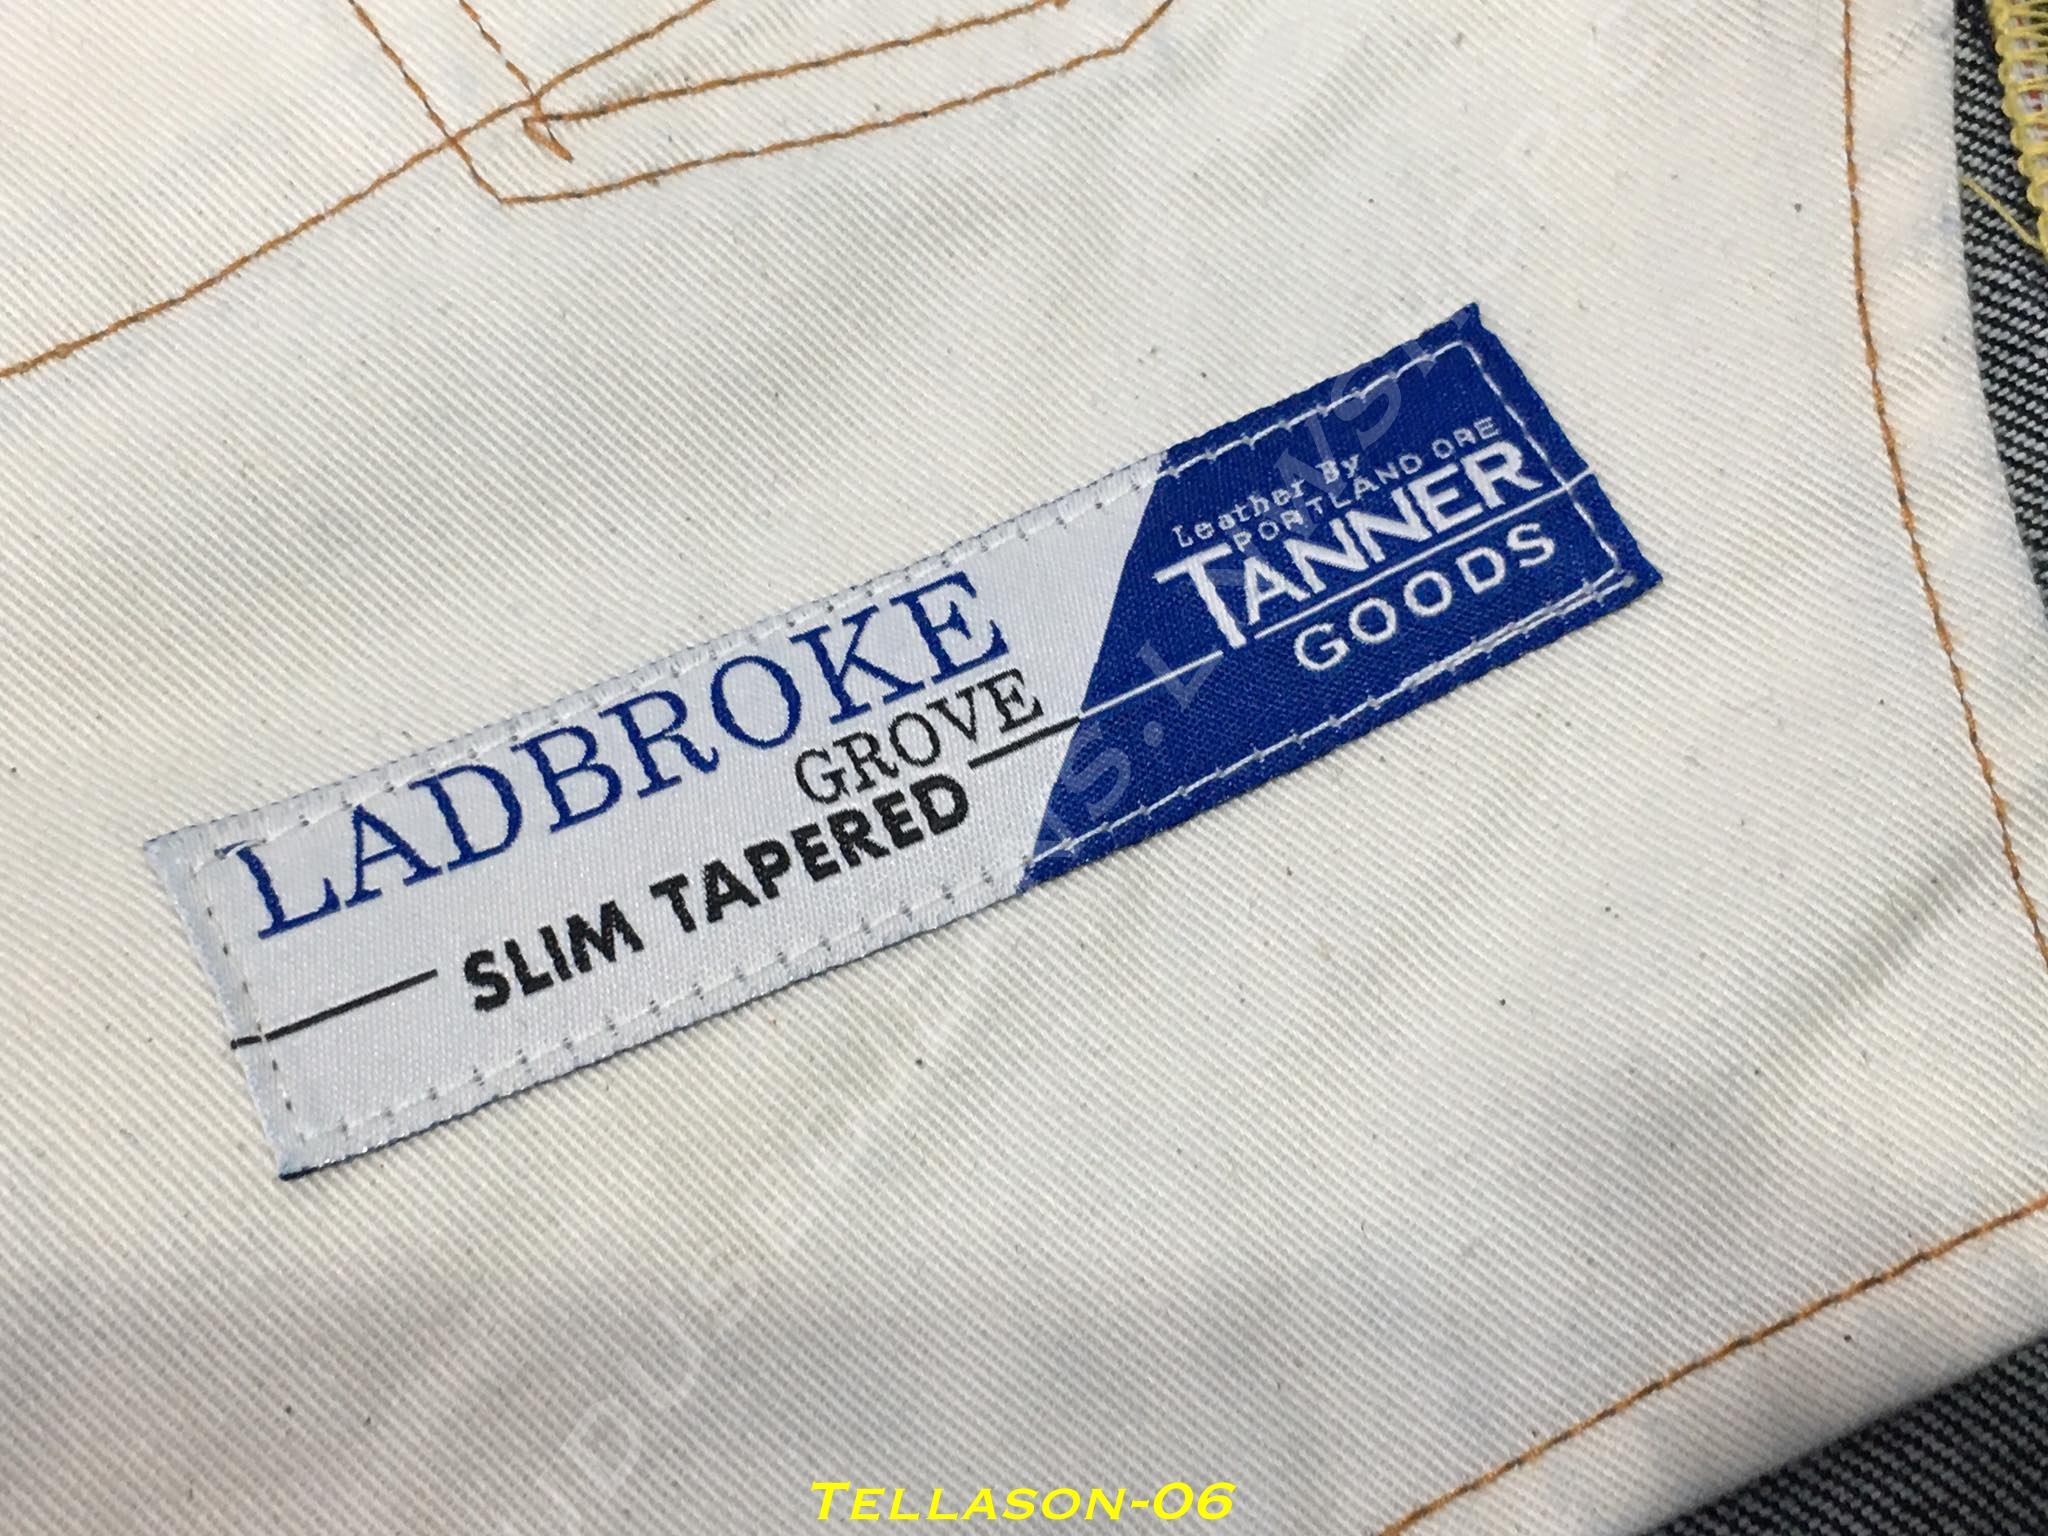 LADBROKE
GROVE
SLIM TAPERED
Leather By
PORTLAND ORE
TANNER
GOODS
TELLASON-06